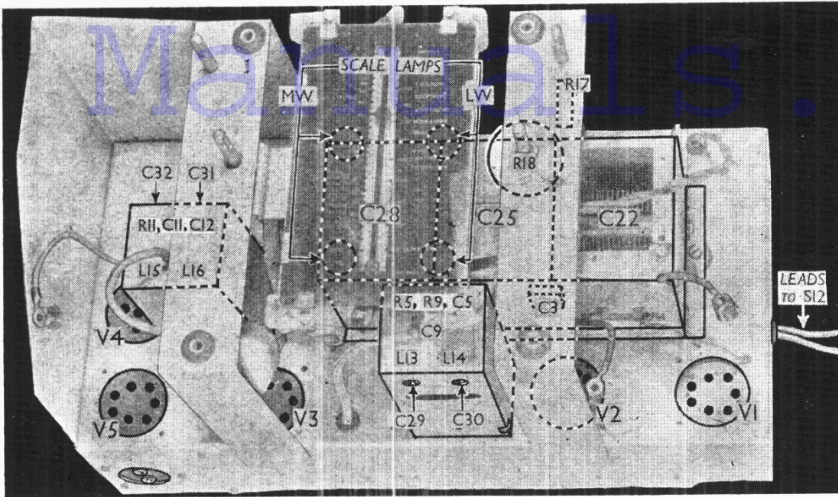 Manuals.
SCALE LAMPS
MW
LW
R17
C32
C31
R18
R11, C11, C12
C28
C25
C22
L15
L16
C3
LEADS
TO S12
R5, R9, C5
C9
V4
L13
L14
V5
V3
C29
C30
V2
V1